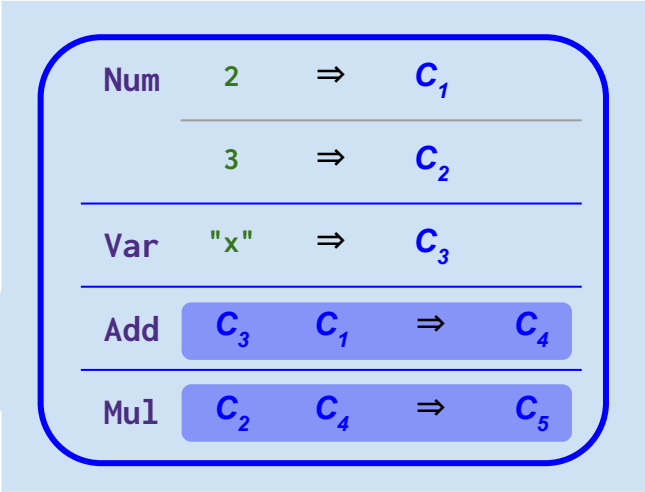 Num 2 ⇒ C₁
3 ⇒ C₂
Var "x" ⇒ C₃
Add C₃ C₁ ⇒ C₄
Mul C₂ C₄ ⇒ C₅